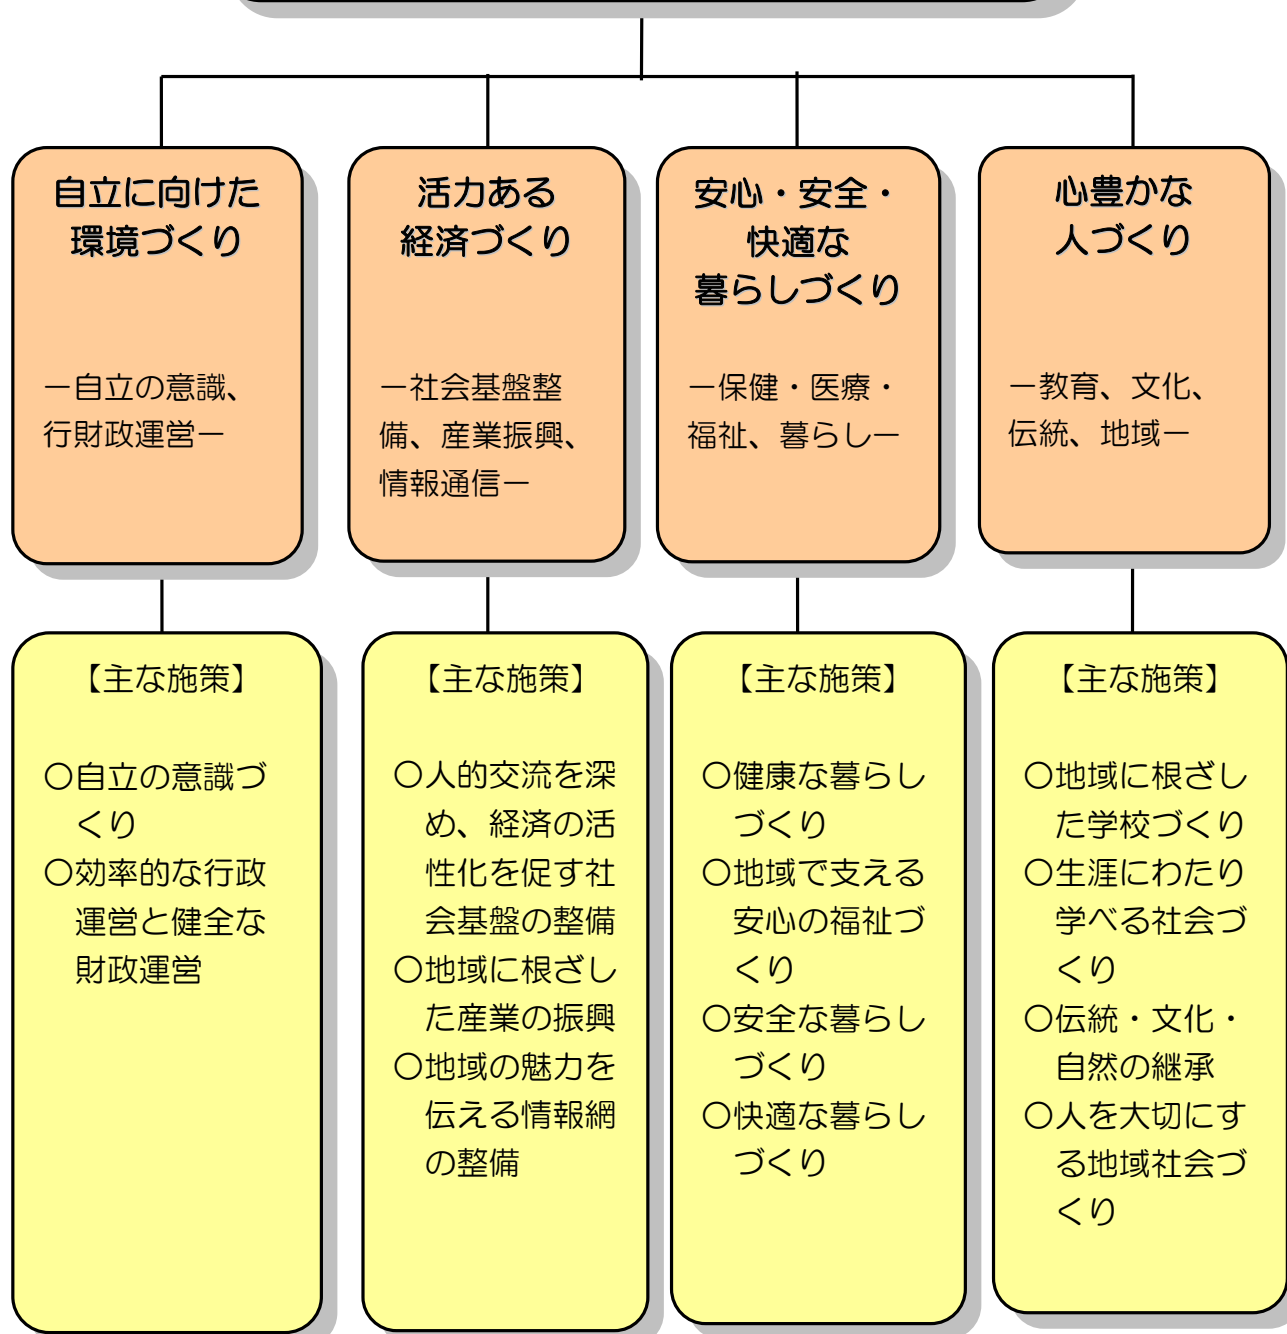 自立に向けた
環境づくり
ー自立の意識、
行財政運営ー
活力ある
経済づくり
ー社会基盤整
備、産業振興、
情報通信ー
安心・安全・
快適な
暮らしづくり
ー保健・医療・
福祉、暮らしー
心豊かな
人づくり
ー教育、文化、
伝統、地域ー
【主な施策】
〇自立の意識づ
くり
〇効率的な行政
運営と健全な
財政運営
【主な施策】
〇人的交流を深
め、経済の活
性化を促す社
会基盤の整備
〇地域に根ざし
た産業の振興
〇地域の魅力を
伝える情報網
の整備
【主な施策】
〇健康な暮らし
づくり
〇地域で支える
安心の福祉づ
くり
〇安全な暮らし
づくり
〇快適な暮らし
づくり
【主な施策】
〇地域に根ざし
た学校づくり
〇生涯にわたり
学べる社会づ
くり
〇伝統・文化・
自然の継承
〇人を大切にす
る地域社会づ
くり